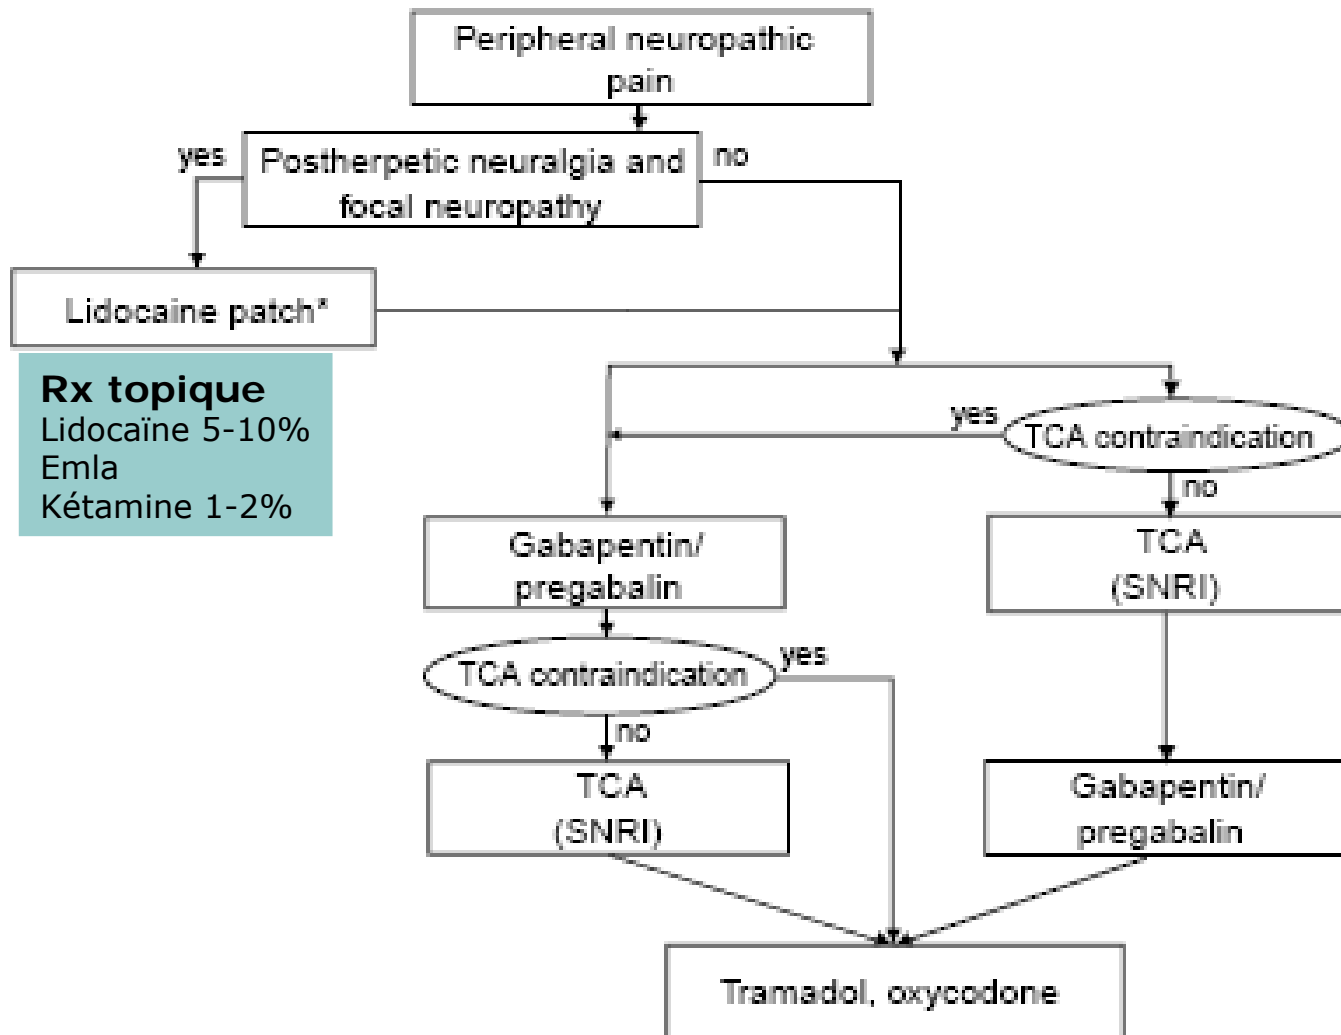 Peripheral neuropathic
pain
yes
Postherpetic neuralgia and
focal neuropathy
no
Lidocaine patch*
Rx topique
Lidocaïne 5-10%
Emla
Kétamine 1-2%
yes
TCA contraindication
no
Gabapentin/
pregabalin
TCA
(SNRI)
TCA contraindication
yes
no
TCA
(SNRI)
Gabapentin/
pregabalin
Tramadol, oxycodone